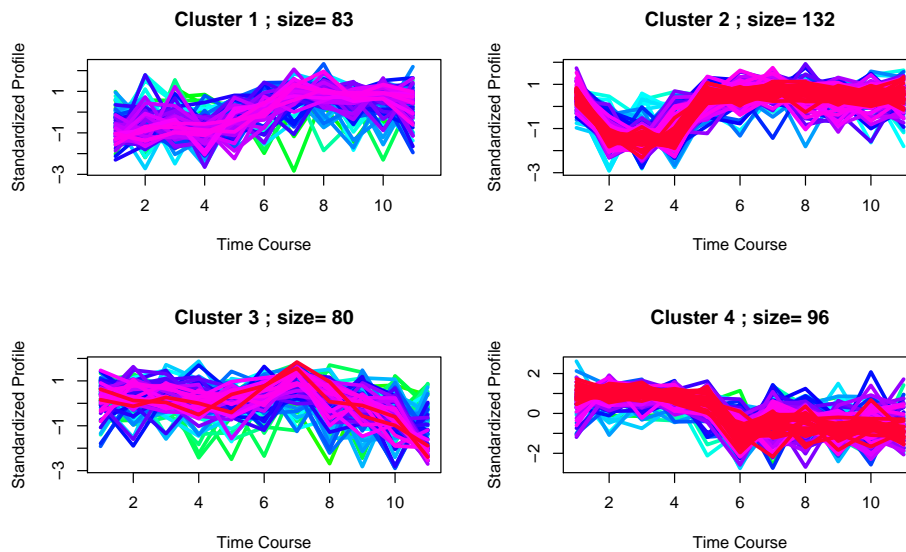 Cluster 1 ; size= 83
Standardized Profile
1
−1
−3
2 4 6 8 10
Time Course
Cluster 2 ; size= 132
Standardized Profile
1
−1
−3
2 4 6 8 10
Time Course
Cluster 3 ; size= 80
Standardized Profile
1
−1
−3
2 4 6 8 10
Time Course
Cluster 4 ; size= 96
Standardized Profile
2
0
−2
2 4 6 8 10
Time Course